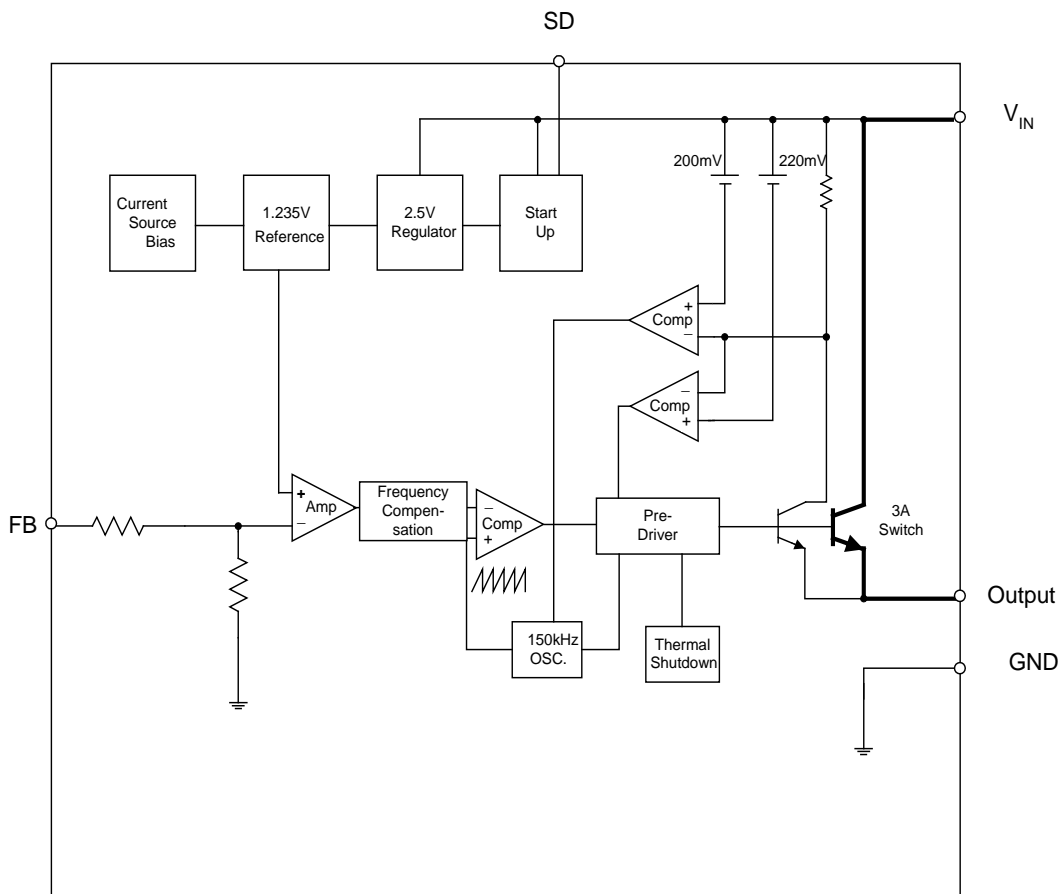 SD
V_IN
200mV
220mV
Current
Source
Bias
1.235V
Reference
2.5V
Regulator
Start
Up
+
Comp
−
−
Comp
+
+
Amp
−
Frequency
Compen-
sation
−
Comp
+
Pre-
Driver
3A
Switch
FB
Output
150kHz
OSC.
Thermal
Shutdown
GND